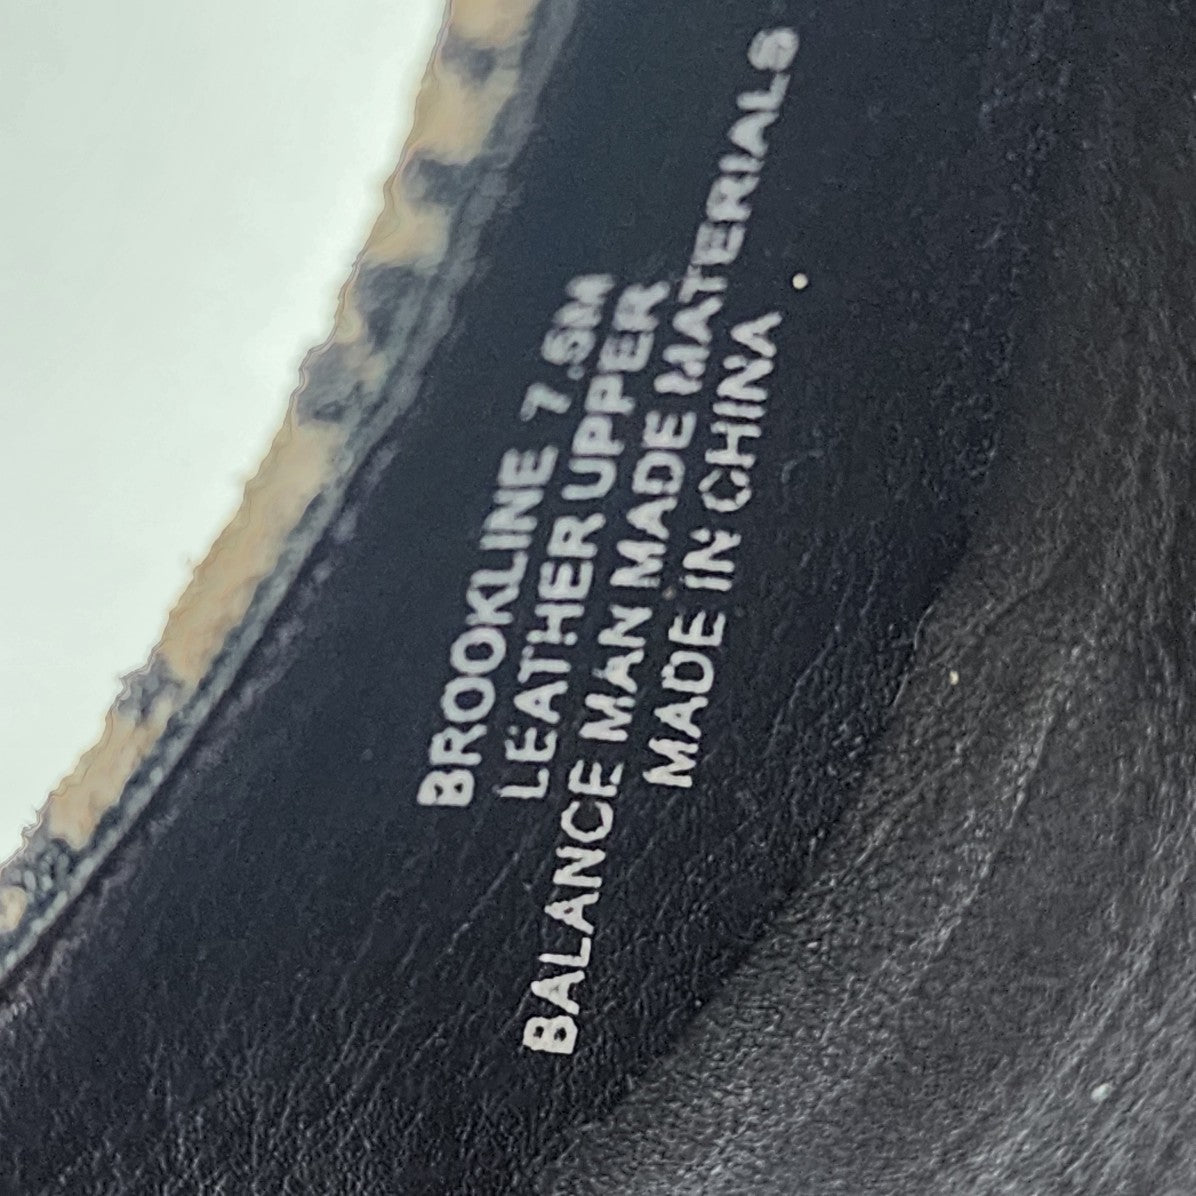 BROOKLINE 7.5M
LEATHER UPPER
BALANCE MAN MADE MATERIALS
MADE IN CHINA